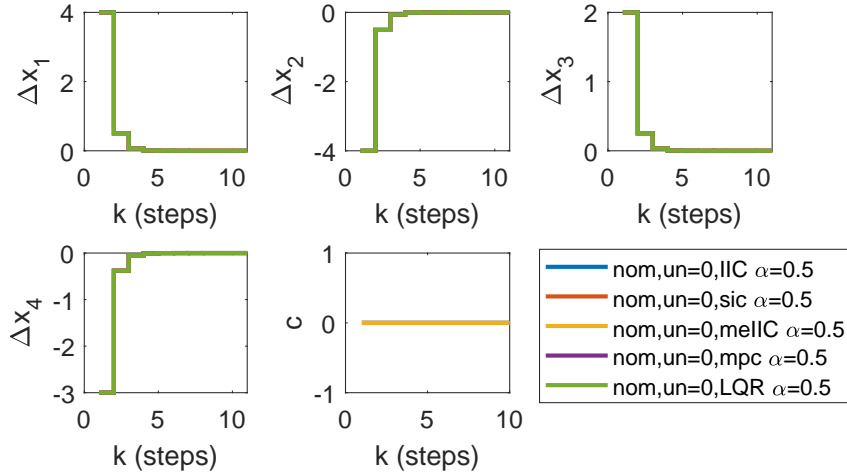 4
2
0
Δx₁
0 5 10
k (steps)
0
-2
-4
Δx₂
0 5 10
k (steps)
2
1
0
Δx₃
0 5 10
k (steps)
0
-1
-2
-3
Δx₄
0 5 10
k (steps)
1
0
-1
c
0 5 10
k (steps)
nom,un=0,IIC α=0.5
nom,un=0,sic α=0.5
nom,un=0,meIIC α=0.5
nom,un=0,mpc α=0.5
nom,un=0,LQR α=0.5